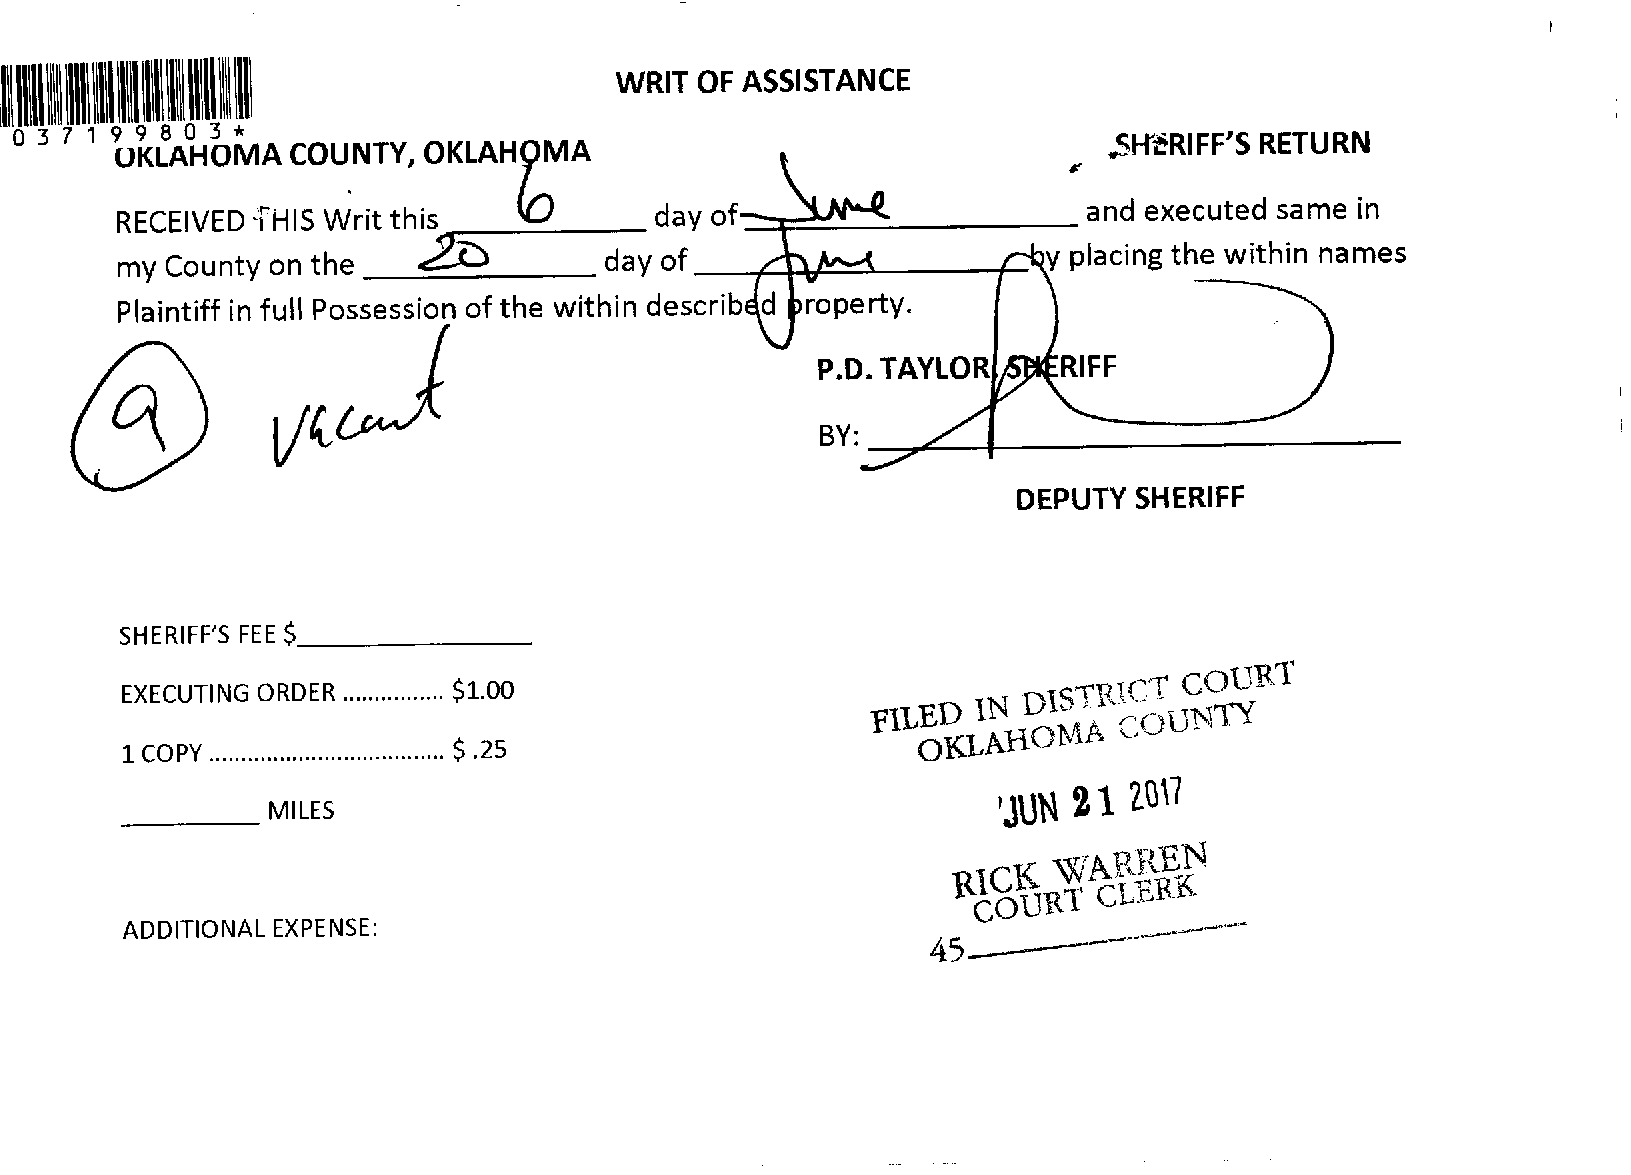 WRIT OF ASSISTANCE
037199803*
OKLAHOMA COUNTY, OKLAHOMA
SHERIFF'S RETURN
RECEIVED THIS Writ this 6 day of June and executed same in
my County on the 20 day of June by placing the within names
Plaintiff in full Possession of the within described property.
9 Vacant
P.D. TAYLOR, SHERIFF
BY:
DEPUTY SHERIFF
SHERIFF'S FEE $
EXECUTING ORDER ................ $1.00
1 COPY ..................................... $ .25
MILES
ADDITIONAL EXPENSE:
FILED IN DISTRICT COURT
OKLAHOMA COUNTY
JUN 21 2017
RICK WARREN
COURT CLERK
45